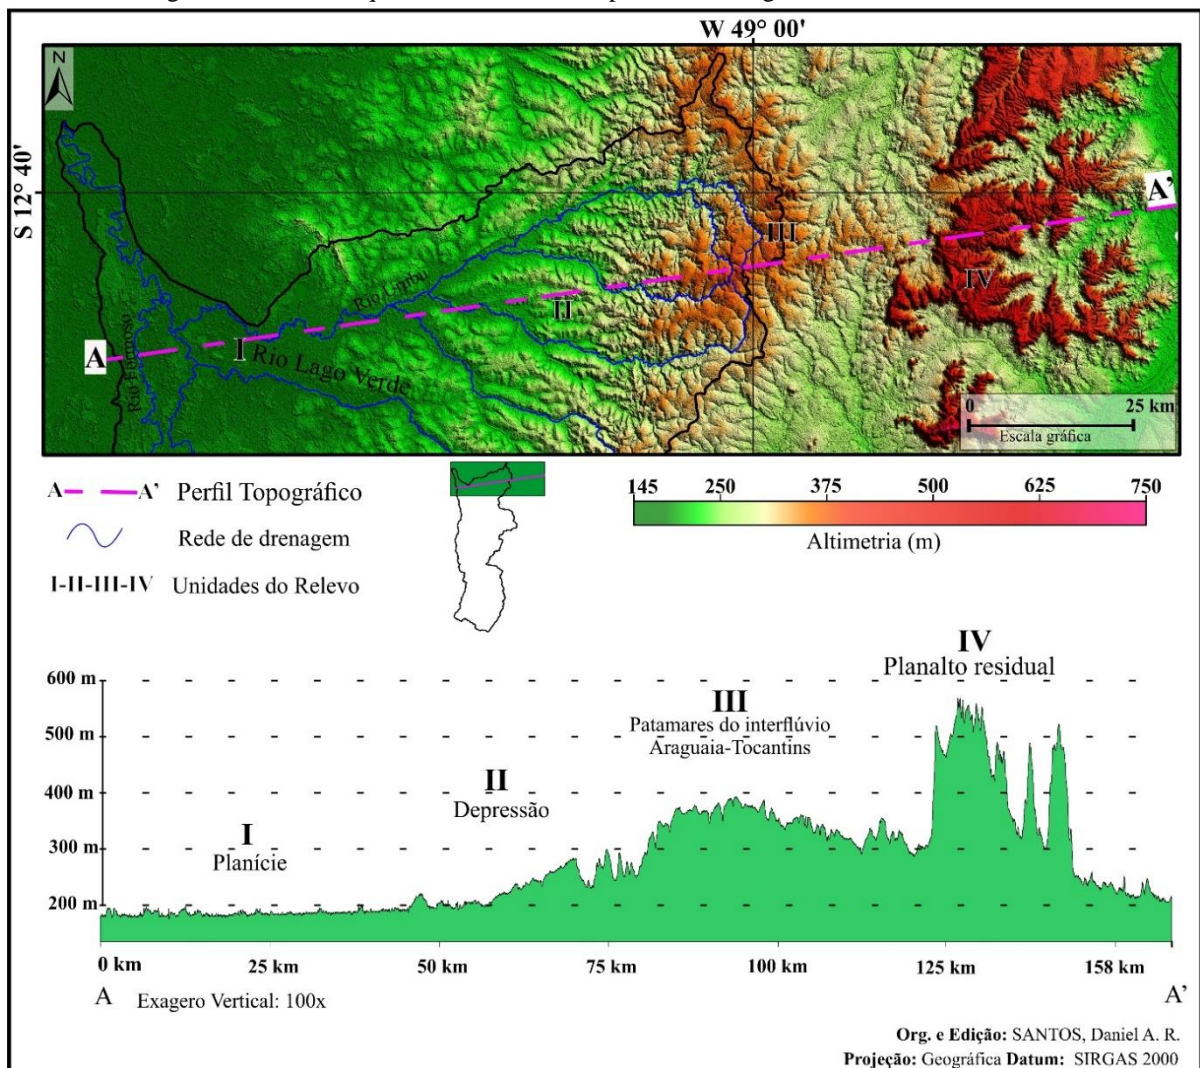 W 49° 00'
N
S 12° 40'
A'
III
IV
Rio Urubu
II
A
I
Rio Lago Verde
Rio Formoso
0 25 km
Escala gráfica
A A' Perfil Topográfico
Rede de drenagem
I-II-III-IV Unidades do Relevo
145 250 375 500 625 750
Altimetria (m)
IV
Planalto residual
600 m
III
Patamares do interflúvio
Araguaia-Tocantins
500 m
II
Depressão
400 m
I
Planície
300 m
200 m
0 km 25 km 50 km 75 km 100 km 125 km 158 km
A Exagero Vertical: 100x A'
Org. e Edição: SANTOS, Daniel A. R.
Projeção: Geográfica Datum: SIRGAS 2000